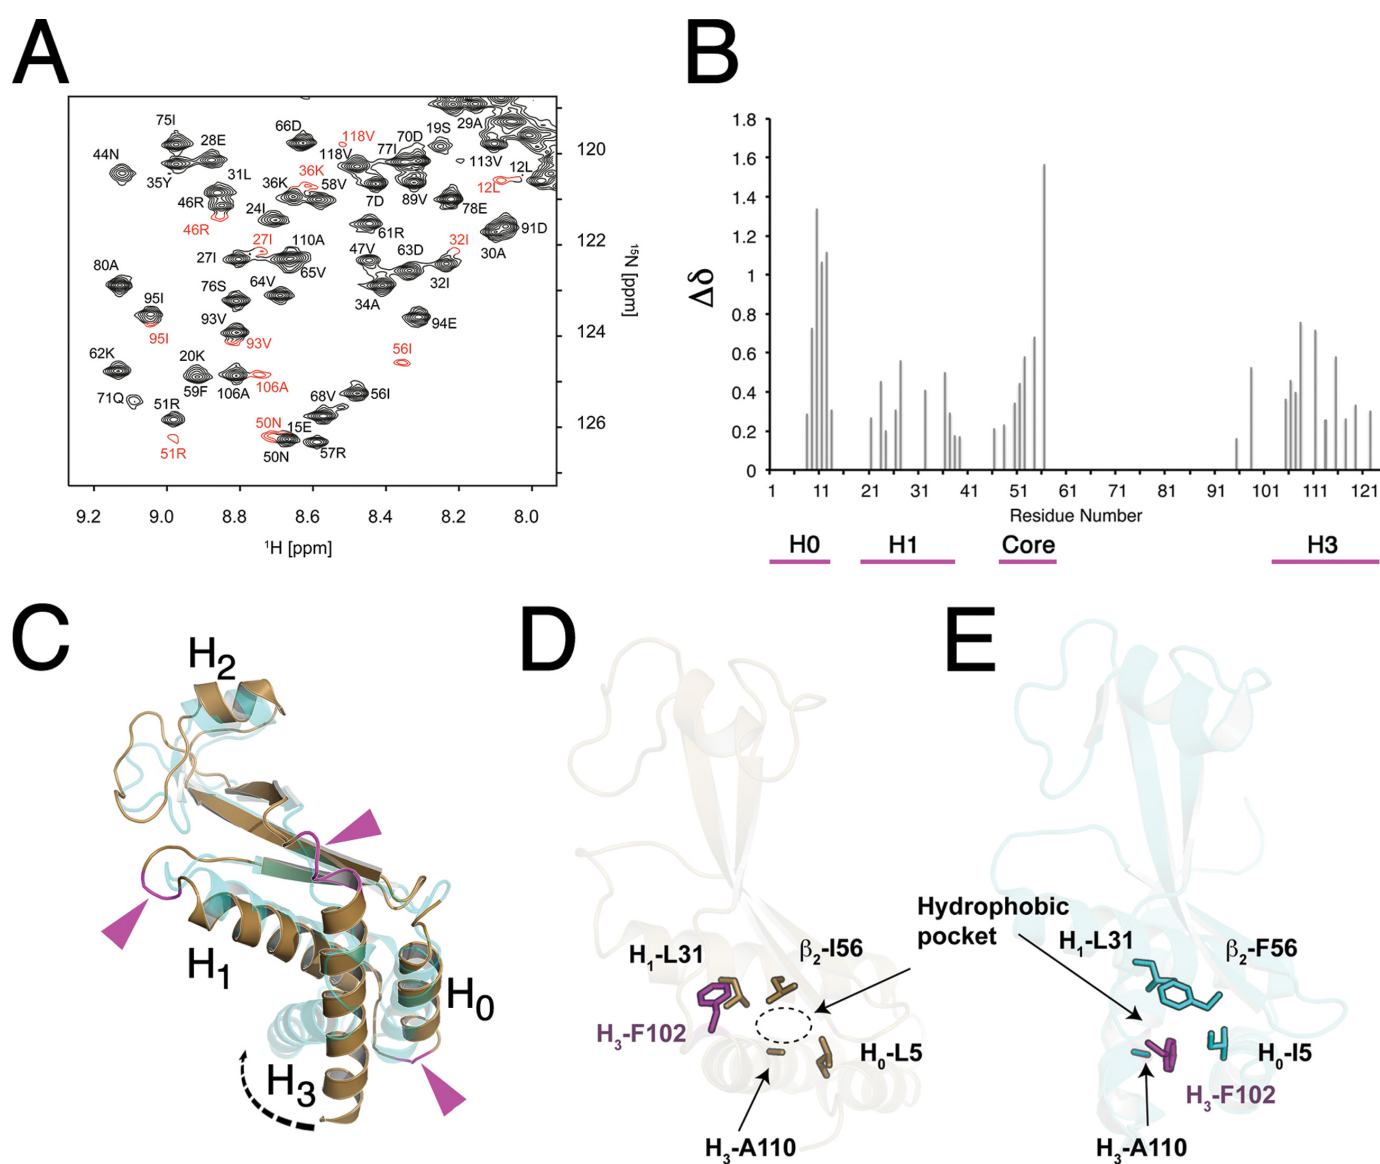 A
B
75I
28E
66D
118V
70D
19S
29A
120
44N
118V
77I
113V
12L
35Y
31L
36K
36K
58V
12L
46R
24I
7D
89V
78E
46R
61R
91D
122
27I
110A
47V
63D
32I
30A
27I
65V
32I
80A
76S
64V
34A
95I
93V
94E
124
95I
93V
56I
62K
20K
59F
106A
106A
68V
56I
71Q
51R
50N
15E
126
51R
50N
57R
9.2 9.0 8.8 8.6 8.4 8.2 8.0
¹H [ppm]
¹⁵N [ppm]
1.8
1.6
1.4
1.2
1
0.8
0.6
0.4
0.2
0
Δδ
1 11 21 31 41 51 61 71 81 91 101 111 121
Residue Number
H0 H1 Core H3
C
H₂
H₁
H₀
H₃
D
E
Hydrophobic
pocket
H₁-L31
β₂-I56
H₃-F102
H₀-L5
H₃-A110
H₁-L31
β₂-F56
H₀-I5
H₃-F102
H₃-A110